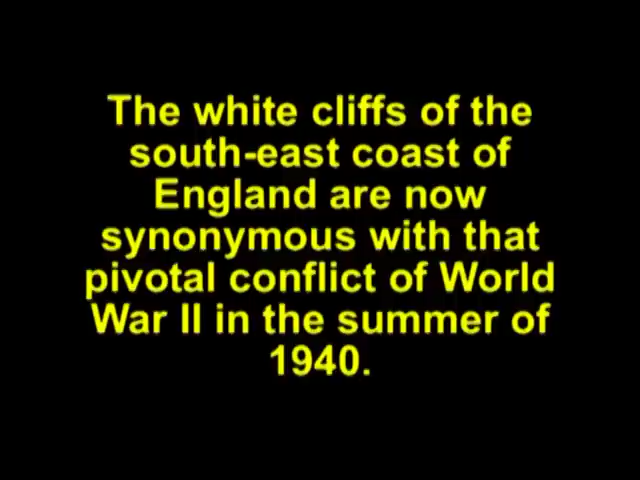 The white cliffs of the
south-east coast of
England are now
synonymous with that
pivotal conflict of World
War II in the summer of
1940.